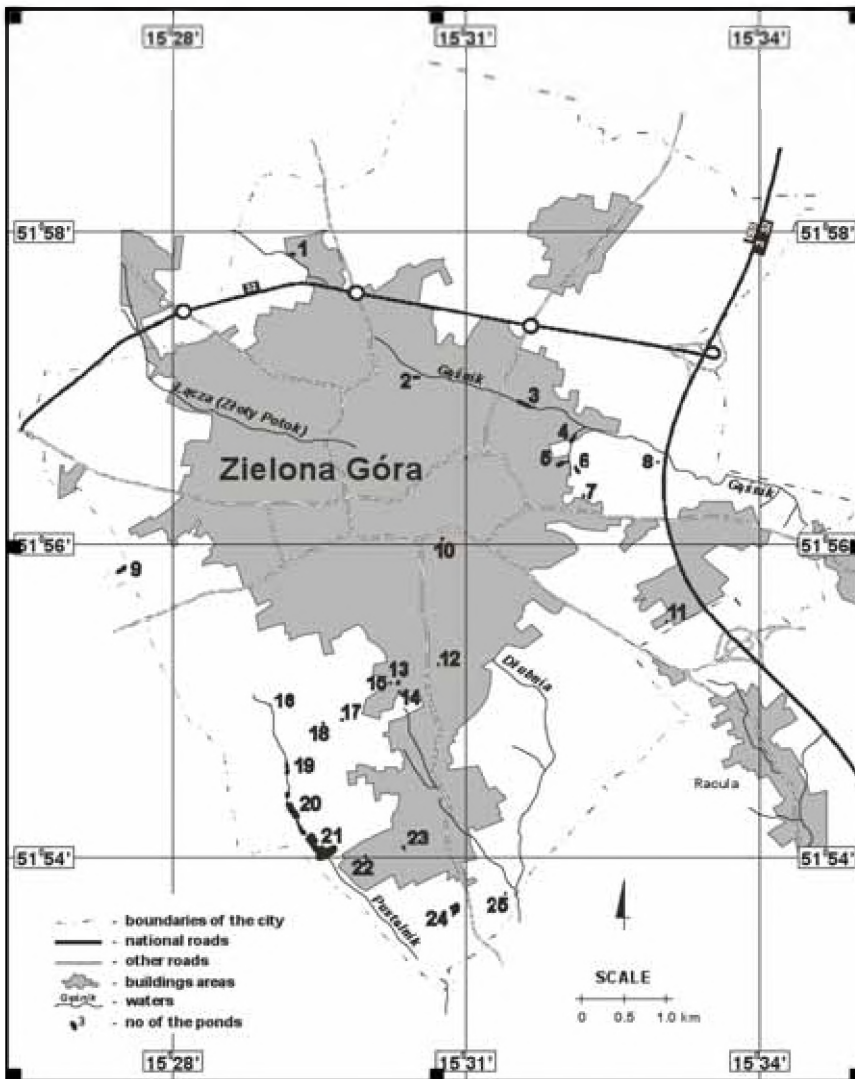 15°28'
15°31'
15°34'
51°58'
51°58'
1
2
Gęśnik
3
Łącza (Złoty Potok)
4
5
6
8
7
Gęśnik
Zielona Góra
51°56'
10
51°56'
9
11
12
Dłubnia
13
15
14
16
17
18
19
Racula
20
21
23
51°54'
22
51°54'
24
25
Pustelnik
- boundaries of the city
- national roads
- other roads
- buildings areas
Gęśnik - waters
3 - no of the ponds
SCALE
0 0.5 1.0 km
15°28'
15°31'
15°34'